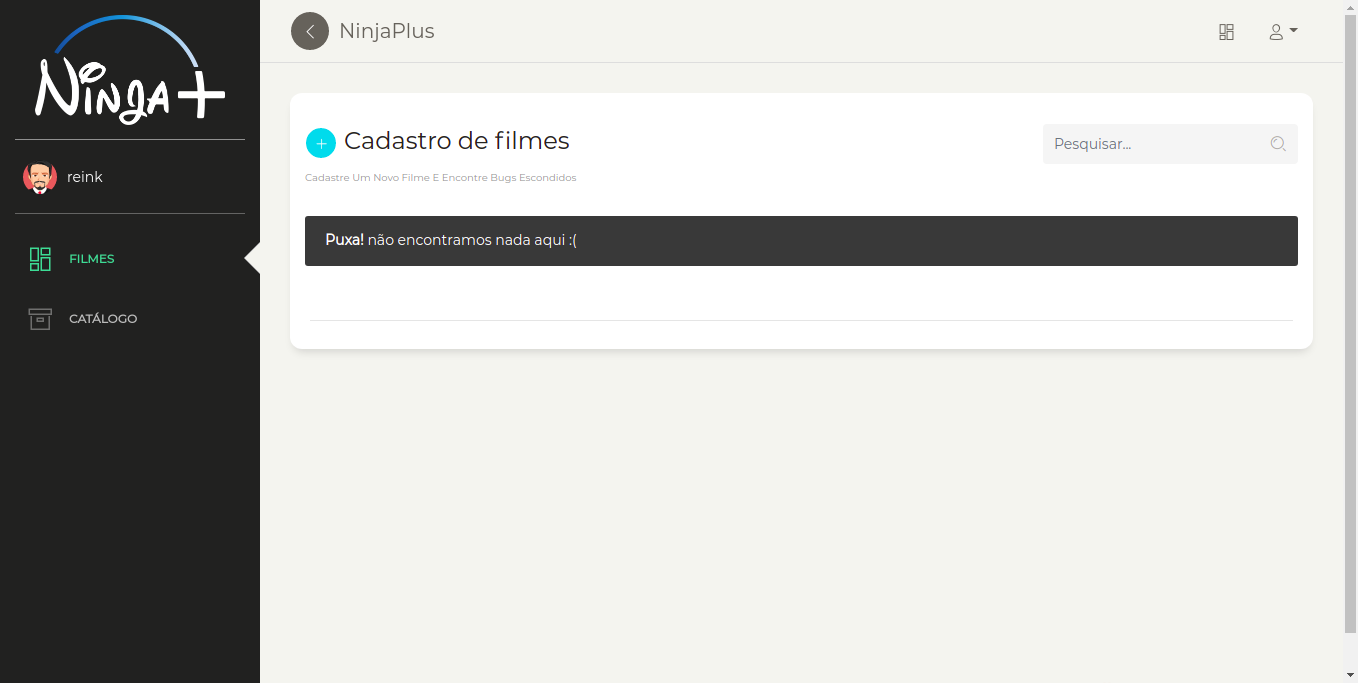 Ninja+
NinjaPlus
reink
FILMES
CATÁLOGO
Cadastro de filmes
Pesquisar...
Cadastre Um Novo Filme E Encontre Bugs Escondidos
Puxa! não encontramos nada aqui :(